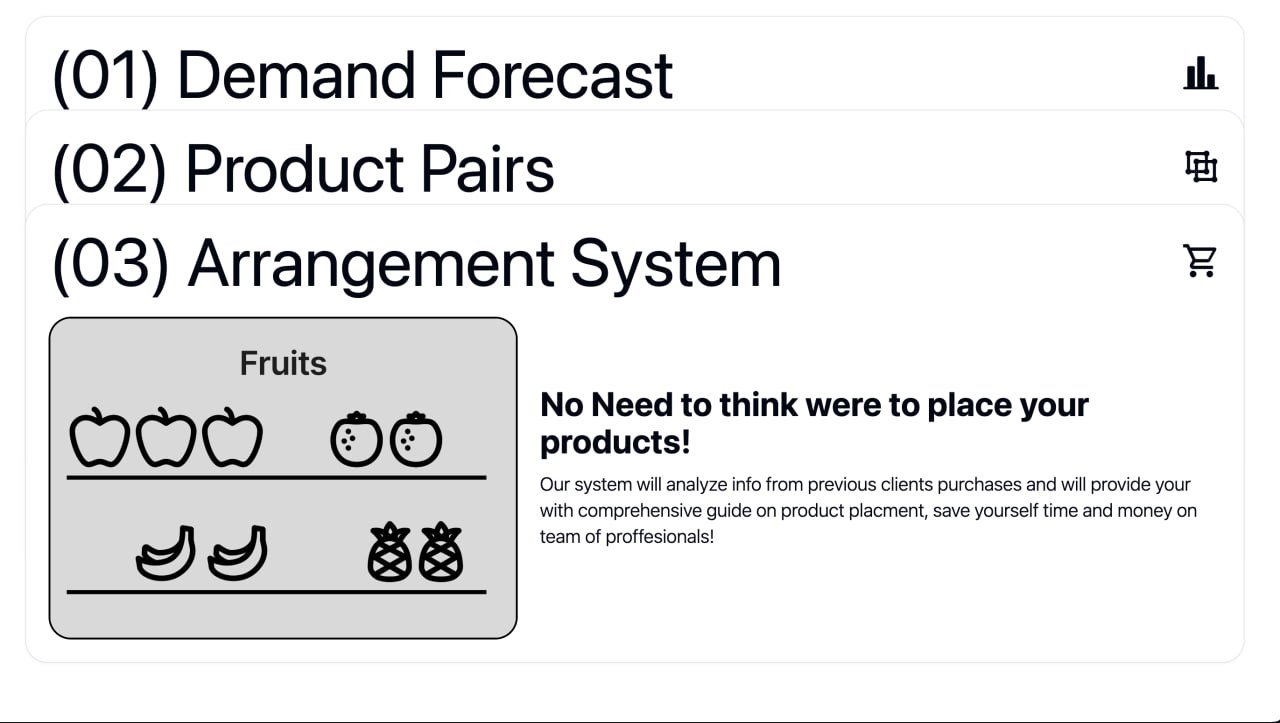 (01) Demand Forecast
(02) Product Pairs
(03) Arrangement System
Fruits
No Need to think were to place your
products!
Our system will analyze info from previous clients purchases and will provide your
with comprehensive guide on product placment, save yourself time and money on
team of proffesionals!